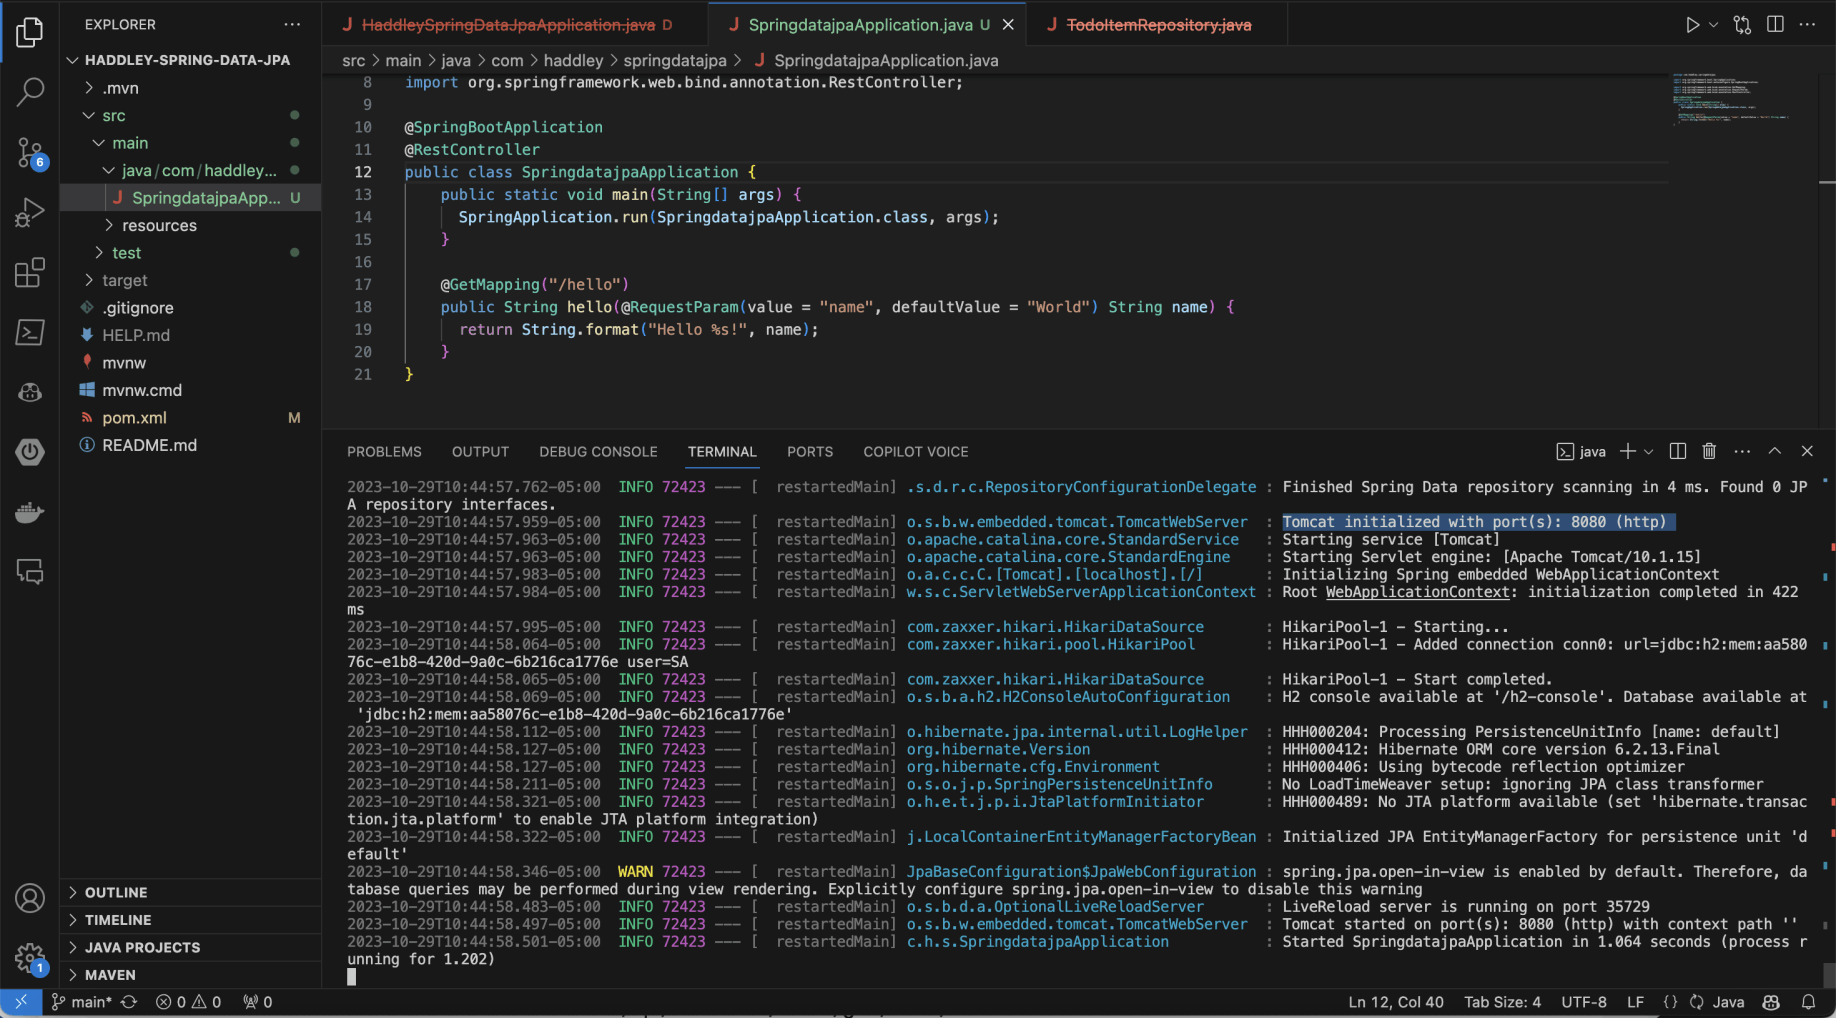 EXPLORER
HaddleySpringDataJpaApplication.java D
SpringdatajpaApplication.java U
TodoItemRepository.java
HADDLEY-SPRING-DATA-JPA
src > main > java > com > haddley > springdatajpa > SpringdatajpaApplication.java
.mvn
src
main
java/com/haddley...
SpringdatajpaApp... U
resources
test
target
.gitignore
HELP.md
mvnw
mvnw.cmd
pom.xml M
README.md
6
8 import org.springframework.web.bind.annotation.RestController;
9
10 @SpringBootApplication
11 @RestController
12 public class SpringdatajpaApplication {
13 public static void main(String[] args) {
14 SpringApplication.run(SpringdatajpaApplication.class, args);
15 }
16
17 @GetMapping("/hello")
18 public String hello(@RequestParam(value = "name", defaultValue = "World") String name) {
19 return String.format("Hello %s!", name);
20 }
21 }
PROBLEMS OUTPUT DEBUG CONSOLE TERMINAL PORTS COPILOT VOICE java
2023-10-29T10:44:57.762-05:00 INFO 72423 --- [ restartedMain] .s.d.r.c.RepositoryConfigurationDelegate : Finished Spring Data repository scanning in 4 ms. Found 0 JP
A repository interfaces.
2023-10-29T10:44:57.959-05:00 INFO 72423 --- [ restartedMain] o.s.b.w.embedded.tomcat.TomcatWebServer : Tomcat initialized with port(s): 8080 (http)
2023-10-29T10:44:57.963-05:00 INFO 72423 --- [ restartedMain] o.apache.catalina.core.StandardService : Starting service [Tomcat]
2023-10-29T10:44:57.963-05:00 INFO 72423 --- [ restartedMain] o.apache.catalina.core.StandardEngine : Starting Servlet engine: [Apache Tomcat/10.1.15]
2023-10-29T10:44:57.983-05:00 INFO 72423 --- [ restartedMain] o.a.c.c.C.[Tomcat].[localhost].[/] : Initializing Spring embedded WebApplicationContext
2023-10-29T10:44:57.984-05:00 INFO 72423 --- [ restartedMain] w.s.c.ServletWebServerApplicationContext : Root WebApplicationContext: initialization completed in 422
ms
2023-10-29T10:44:57.995-05:00 INFO 72423 --- [ restartedMain] com.zaxxer.hikari.HikariDataSource : HikariPool-1 - Starting...
2023-10-29T10:44:58.064-05:00 INFO 72423 --- [ restartedMain] com.zaxxer.hikari.pool.HikariPool : HikariPool-1 - Added connection conn0: url=jdbc:h2:mem:aa580
76c-e1b8-420d-9a0c-6b216ca1776e user=SA
2023-10-29T10:44:58.065-05:00 INFO 72423 --- [ restartedMain] com.zaxxer.hikari.HikariDataSource : HikariPool-1 - Start completed.
2023-10-29T10:44:58.069-05:00 INFO 72423 --- [ restartedMain] o.s.b.a.h2.H2ConsoleAutoConfiguration : H2 console available at '/h2-console'. Database available at
'jdbc:h2:mem:aa58076c-e1b8-420d-9a0c-6b216ca1776e'
2023-10-29T10:44:58.112-05:00 INFO 72423 --- [ restartedMain] o.hibernate.jpa.internal.util.LogHelper : HHH000204: Processing PersistenceUnitInfo [name: default]
2023-10-29T10:44:58.127-05:00 INFO 72423 --- [ restartedMain] org.hibernate.Version : HHH000412: Hibernate ORM core version 6.2.13.Final
2023-10-29T10:44:58.127-05:00 INFO 72423 --- [ restartedMain] org.hibernate.cfg.Environment : HHH000406: Using bytecode reflection optimizer
2023-10-29T10:44:58.211-05:00 INFO 72423 --- [ restartedMain] o.s.o.j.p.SpringPersistenceUnitInfo : No LoadTimeWeaver setup: ignoring JPA class transformer
2023-10-29T10:44:58.321-05:00 INFO 72423 --- [ restartedMain] o.h.e.t.j.p.i.JtaPlatformInitiator : HHH000489: No JTA platform available (set 'hibernate.transac
tion.jta.platform' to enable JTA platform integration)
2023-10-29T10:44:58.322-05:00 INFO 72423 --- [ restartedMain] j.LocalContainerEntityManagerFactoryBean : Initialized JPA EntityManagerFactory for persistence unit 'd
efault'
2023-10-29T10:44:58.346-05:00 WARN 72423 --- [ restartedMain] JpaBaseConfiguration$JpaWebConfiguration : spring.jpa.open-in-view is enabled by default. Therefore, da
tabase queries may be performed during view rendering. Explicitly configure spring.jpa.open-in-view to disable this warning
2023-10-29T10:44:58.483-05:00 INFO 72423 --- [ restartedMain] o.s.b.d.a.OptionalLiveReloadServer : LiveReload server is running on port 35729
2023-10-29T10:44:58.497-05:00 INFO 72423 --- [ restartedMain] o.s.b.w.embedded.tomcat.TomcatWebServer : Tomcat started on port(s): 8080 (http) with context path ''
2023-10-29T10:44:58.501-05:00 INFO 72423 --- [ restartedMain] c.h.s.SpringdatajpaApplication : Started SpringdatajpaApplication in 1.064 seconds (process r
unning for 1.202)
OUTLINE
TIMELINE
JAVA PROJECTS
MAVEN
1
main* 0 0 0 Ln 12, Col 40 Tab Size: 4 UTF-8 LF {} Java